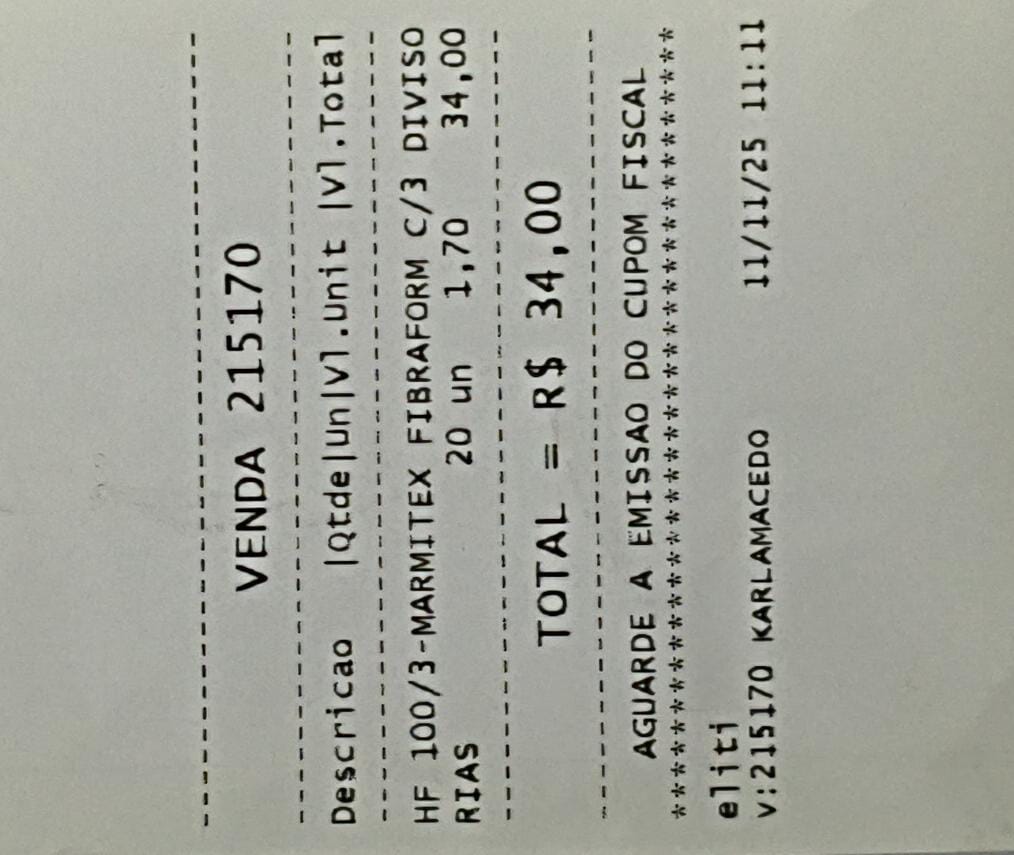 ----------------------------------------
VENDA 215170
----------------------------------------
Descricao |Qtde|Un|Vl.Unit |Vl.Total
----------------------------------------
HF 100/3-MARMITEX FIBRAFORM C/3 DIVISO
RIAS 20 un 1,70 34,00
----------------------------------------
TOTAL = R$ 34,00
----------------------------------------
AGUARDE A EMISSAO DO CUPOM FISCAL
****************************************
eliti
v:215170 KARLAMACEDO 11/11/25 11:11